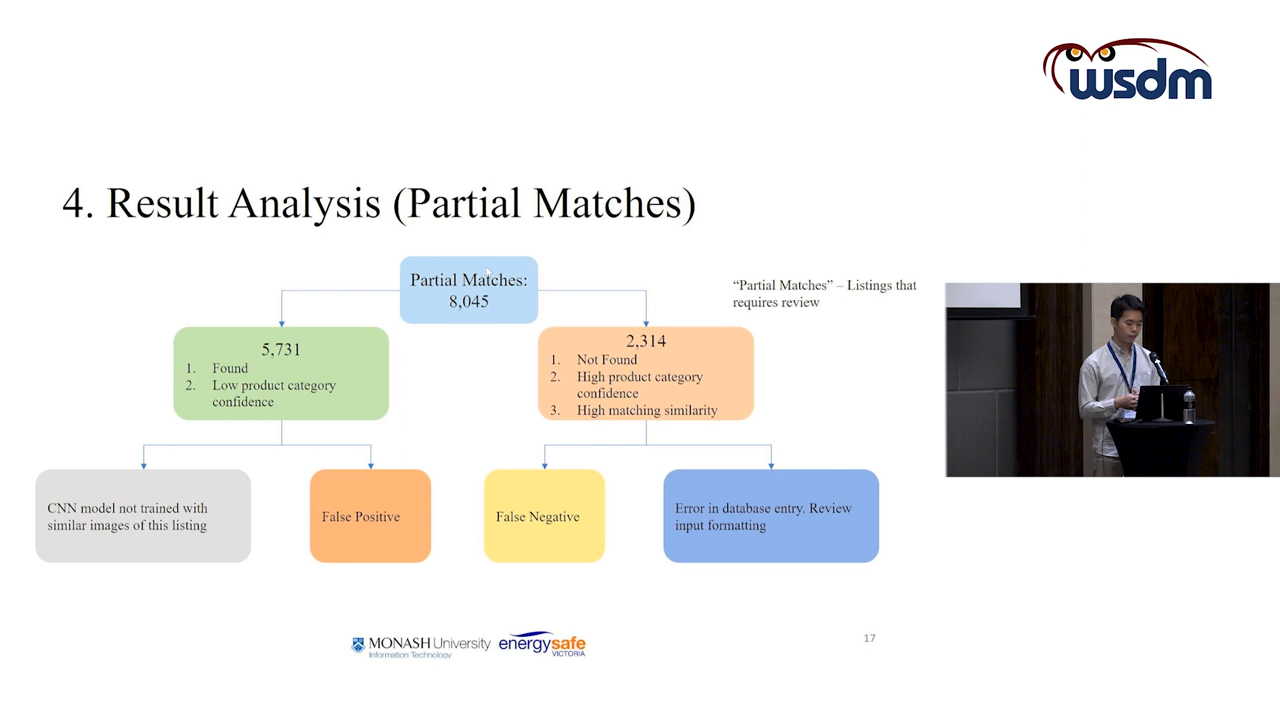 wsdm
4. Result Analysis (Partial Matches)
Partial Matches:
8,045
"Partial Matches" – Listings that
requires review
5,731
1. Found
2. Low product category
confidence
2,314
1. Not Found
2. High product category
confidence
3. High matching similarity
CNN model not trained with
similar images of this listing
False Positive
False Negative
Error in database entry. Review
input formatting
MONASH University
Information Technology
energysafe
VICTORIA
17